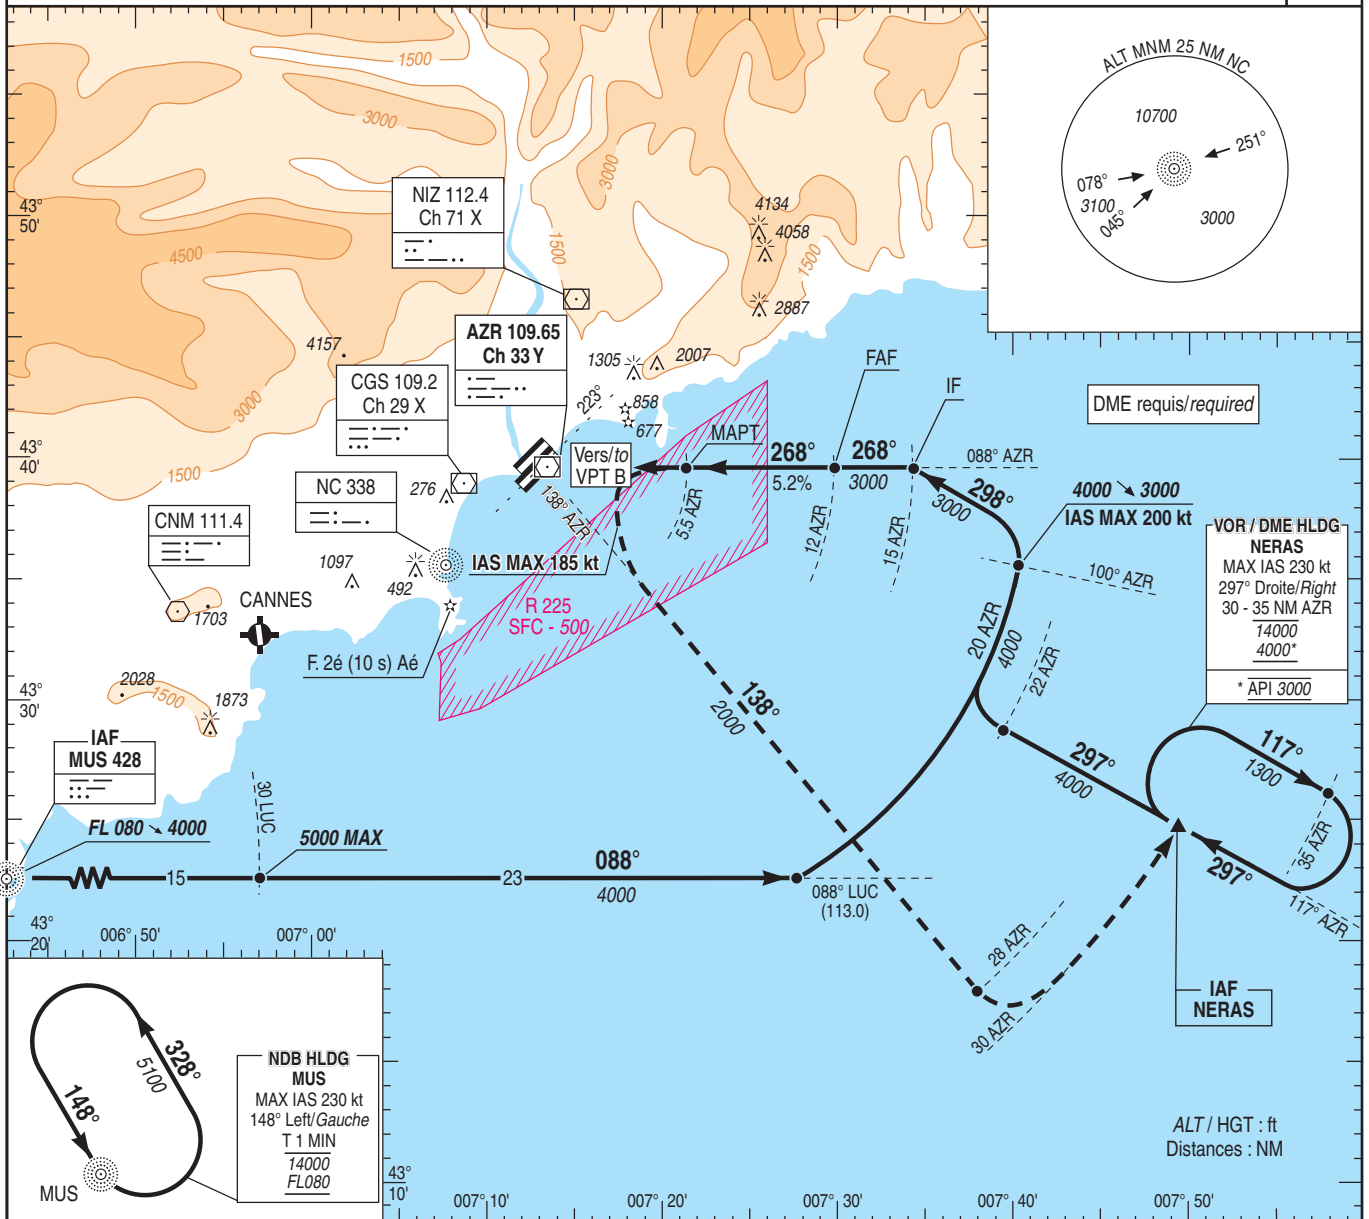 1500
3000
4500
3000
1500
3000
1500
1500
ALT MNM 25 NM NC
10700
251°
078°
3100
045°
3000
43°
50'
NIZ 112.4
Ch 71 X
4134
4058
2887
4157
AZR 109.65
Ch 33 Y
1305
2007
858
677
223°
CGS 109.2
Ch 29 X
FAF
IF
DME requis/required
MAPT
43°
40'
Vers/to
VPT B
268°
5.2%
268°
3000
088° AZR
NC 338
276
138° AZR
5.5 AZR
12 AZR
15 AZR
298°
3000
4000 ↘ 3000
IAS MAX 200 kt
CNM 111.4
1097
492
IAS MAX 185 kt
100° AZR
VOR / DME HLDG
NERAS
MAX IAS 230 kt
297° Droite/Right
30 - 35 NM AZR
14000
4000*
* API 3000
1703
CANNES
R 225
SFC - 500
F. 2é (10 s) Aé
20 AZR
4000
22 AZR
2028
1500
1873
43°
30'
138°
2000
IAF
MUS 428
297°
4000
117°
1300
FL 080 ↘ 4000
30 LUC
5000 MAX
35 AZR
297°
15
23
088°
4000
088° LUC
(113.0)
117° AZR
43°
20'
006° 50'
007° 00'
28 AZR
30 AZR
IAF
NERAS
328°
5100
148°
MUS
NDB HLDG
MUS
MAX IAS 230 kt
148° Left/Gauche
T 1 MIN
14000
FL080
ALT / HGT : ft
Distances : NM
43°
10'
007° 10'
007° 20'
007° 30'
007° 40'
007° 50'